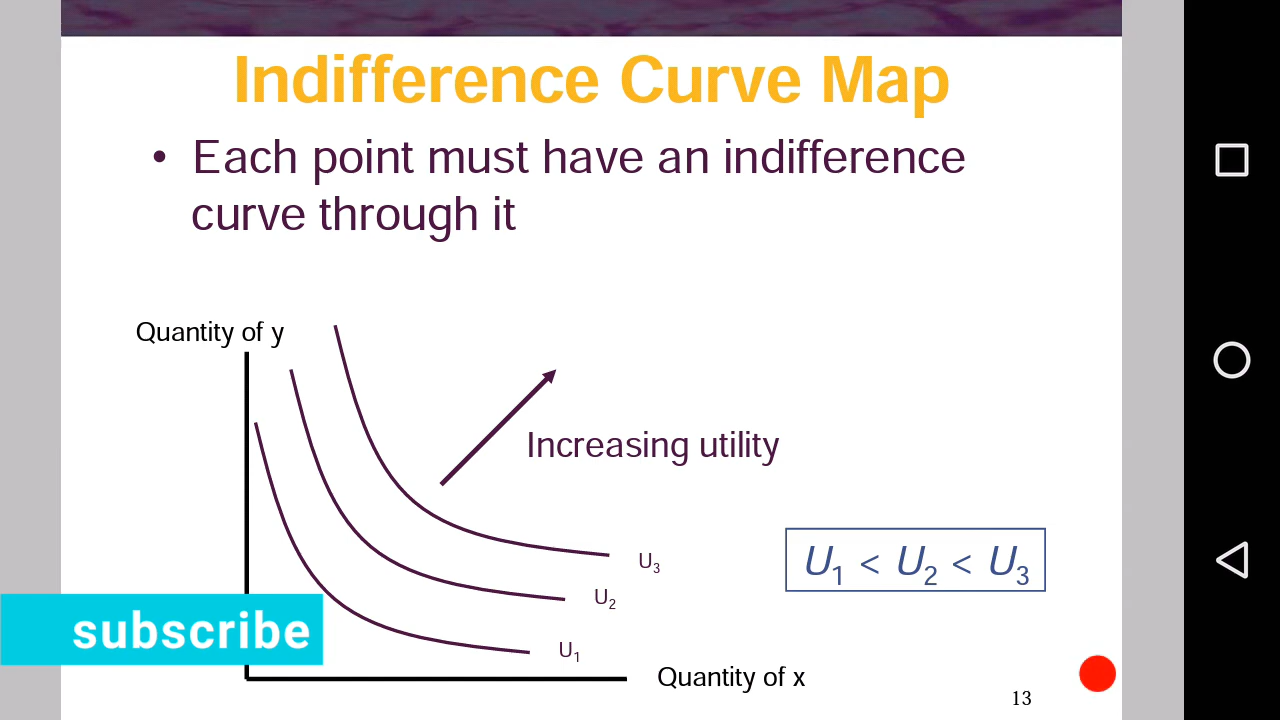 Indifference Curve Map
• Each point must have an indifference
curve through it
Quantity of y
Increasing utility
U3
U1 < U2 < U3
U2
subscribe
U1
Quantity of x
13